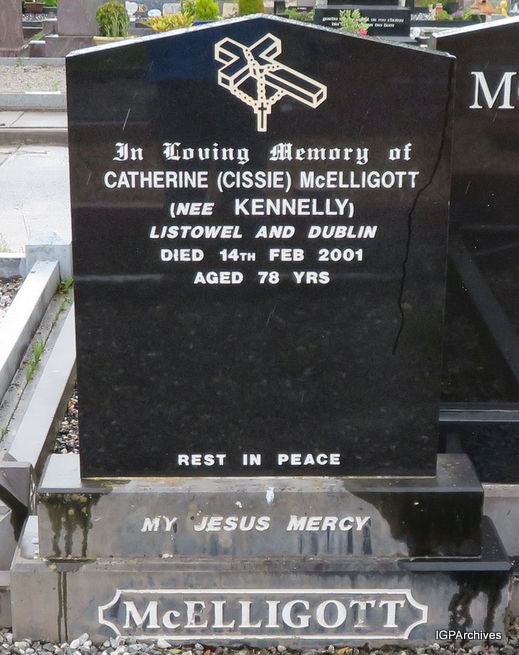 In Loving Memory of
CATHERINE (CISSIE) McELLIGOTT
(NEE KENNELLY)
LISTOWEL AND DUBLIN
DIED 14TH FEB 2001
AGED 78 YRS
REST IN PEACE
MY JESUS MERCY
McELLIGOTT
IGPArchives